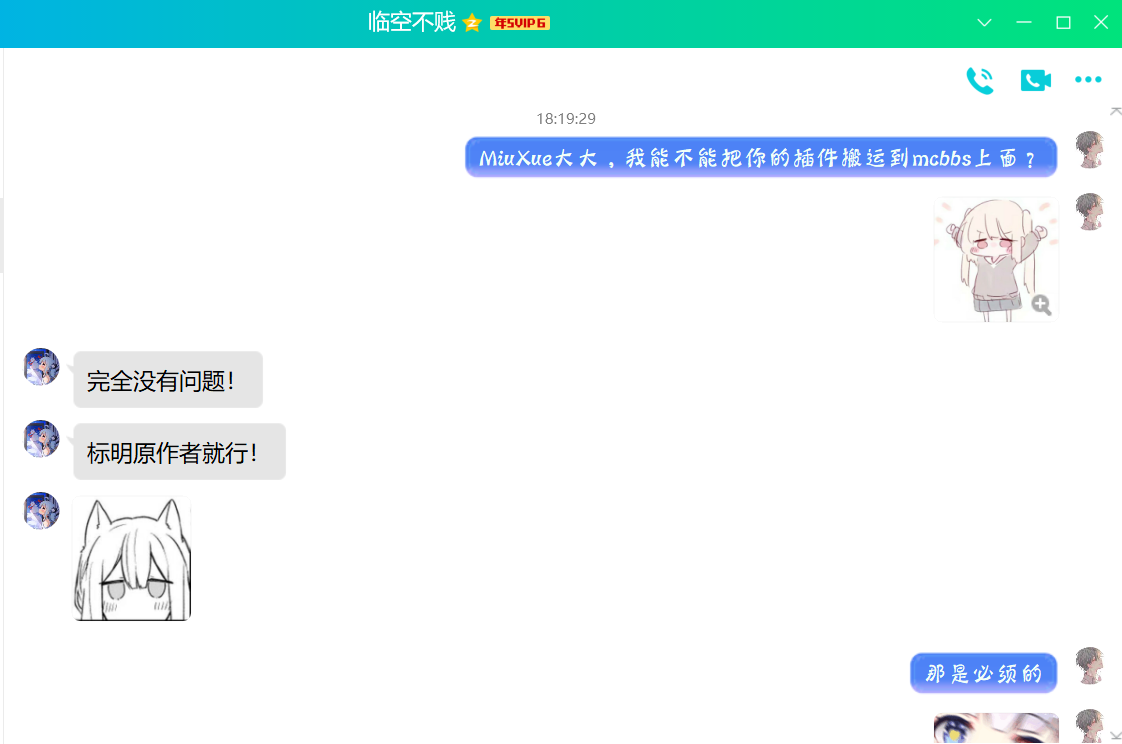 临空不贱 年SVIP6
18:19:29
MiuXue大大，我能不能把你的插件搬运到mcbbs上面？
完全没有问题！
标明原作者就行！
那是必须的